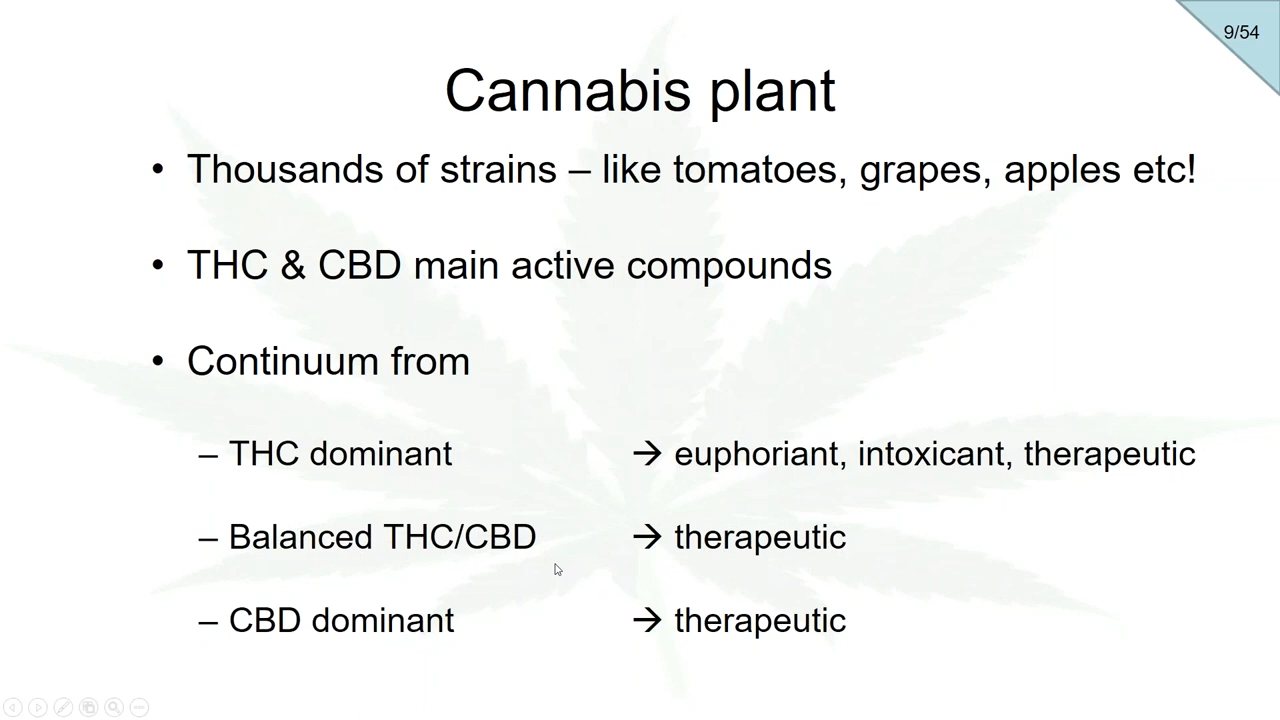 9/54
Cannabis plant
• Thousands of strains – like tomatoes, grapes, apples etc!
• THC & CBD main active compounds
• Continuum from
– THC dominant → euphoriant, intoxicant, therapeutic
– Balanced THC/CBD → therapeutic
– CBD dominant → therapeutic